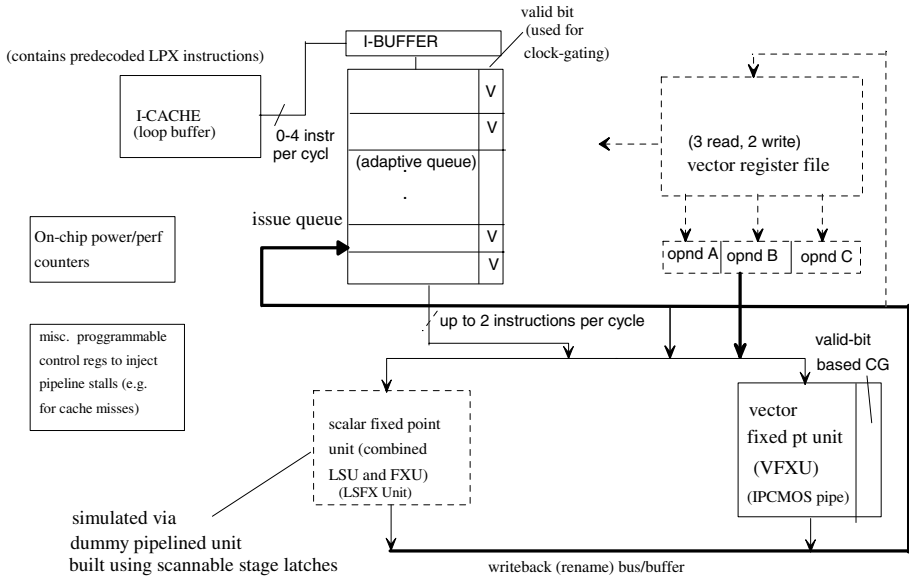 valid bit
(used for
clock-gating)
I-BUFFER
(contains predecoded LPX instructions)
I-CACHE
(loop buffer)
0-4 instr
per cycl
V
V
(adaptive queue)
.
.
V
V
issue queue
(3 read, 2 write)
vector register file
opnd A
opnd B
opnd C
On-chip power/perf
counters
up to 2 instructions per cycle
misc. proggrammable
control regs to inject
pipeline stalls (e.g.
for cache misses)
valid-bit
based CG
scalar fixed point
unit (combined
LSU and FXU)
(LSFX Unit)
vector
fixed pt unit
(VFXU)
(IPCMOS pipe)
simulated via
dummy pipelined unit
built using scannable stage latches
writeback (rename) bus/buffer